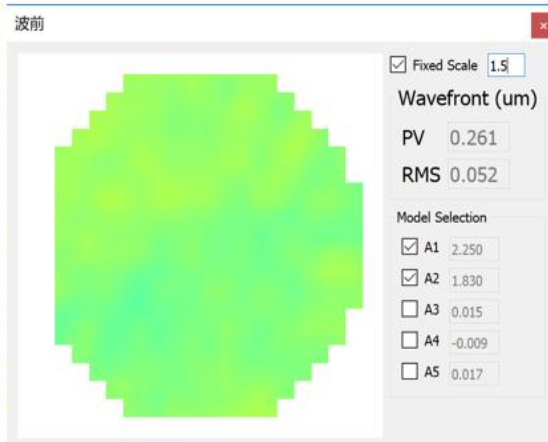 波前
×
Fixed Scale 1.5
Wavefront (um)
PV 0.261
RMS 0.052
Model Selection
A1 2.250
A2 1.830
A3 0.015
A4 -0.009
A5 0.017